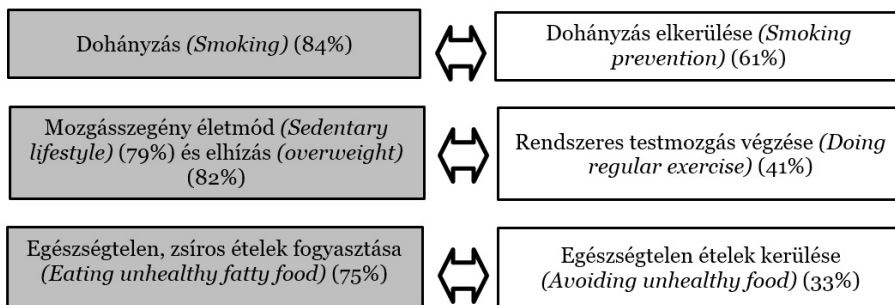 Dohányzás (Smoking) (84%)
Dohányzás elkerülése (Smoking
prevention) (61%)
Mozgásszegény életmód (Sedentary
lifestyle) (79%) és elhízás (overweight)
(82%)
Rendszeres testmozgás végzése (Doing
regular exercise) (41%)
Egészségtelen, zsíros ételek fogyasztása
(Eating unhealthy fatty food) (75%)
Egészségtelen ételek kerülése
(Avoiding unhealthy food) (33%)